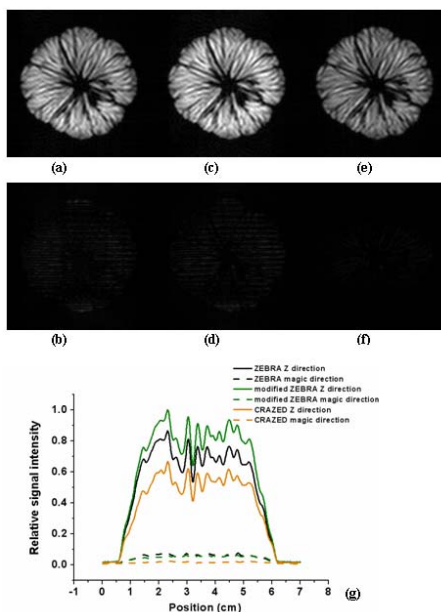 (a) (c) (e)
(b) (d) (f)
ZEBRA Z direction
ZEBRA magic direction
modified ZEBRA Z direction
modified ZEBRA magic direction
CRAZED Z direction
CRAZED magic direction
Relative signal intensity
1.0
0.8
0.6
0.4
0.2
0.0
-1 0 1 2 3 4 5 6 7 8
Position (cm)
(g)